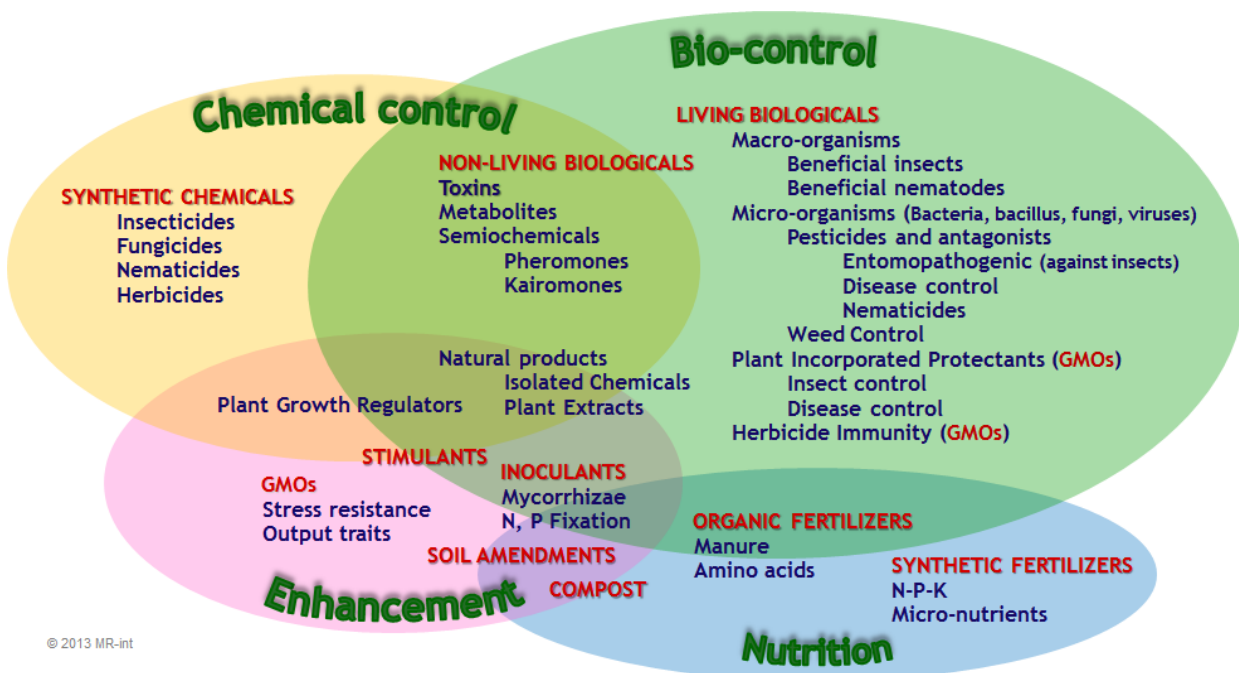 Bio-control
Chemical control
LIVING BIOLOGICALS
Macro-organisms
Beneficial insects
Beneficial nematodes
Micro-organisms (Bacteria, bacillus, fungi, viruses)
Pesticides and antagonists
Entomopathogenic (against insects)
Disease control
Nematicides
Weed Control
Plant Incorporated Protectants (GMOs)
Insect control
Disease control
Herbicide Immunity (GMOs)
NON-LIVING BIOLOGICALS
Toxins
Metabolites
Semiochemicals
Pheromones
Kairomones
Natural products
Isolated Chemicals
Plant Extracts
SYNTHETIC CHEMICALS
Insecticides
Fungicides
Nematicides
Herbicides
Plant Growth Regulators
STIMULANTS
GMOs
Stress resistance
Output traits
INOCULANTS
Mycorrhizae
N, P Fixation
SOIL AMENDMENTS
COMPOST
Enhancement
ORGANIC FERTILIZERS
Manure
Amino acids
SYNTHETIC FERTILIZERS
N-P-K
Micro-nutrients
Nutrition
© 2013 MR-int